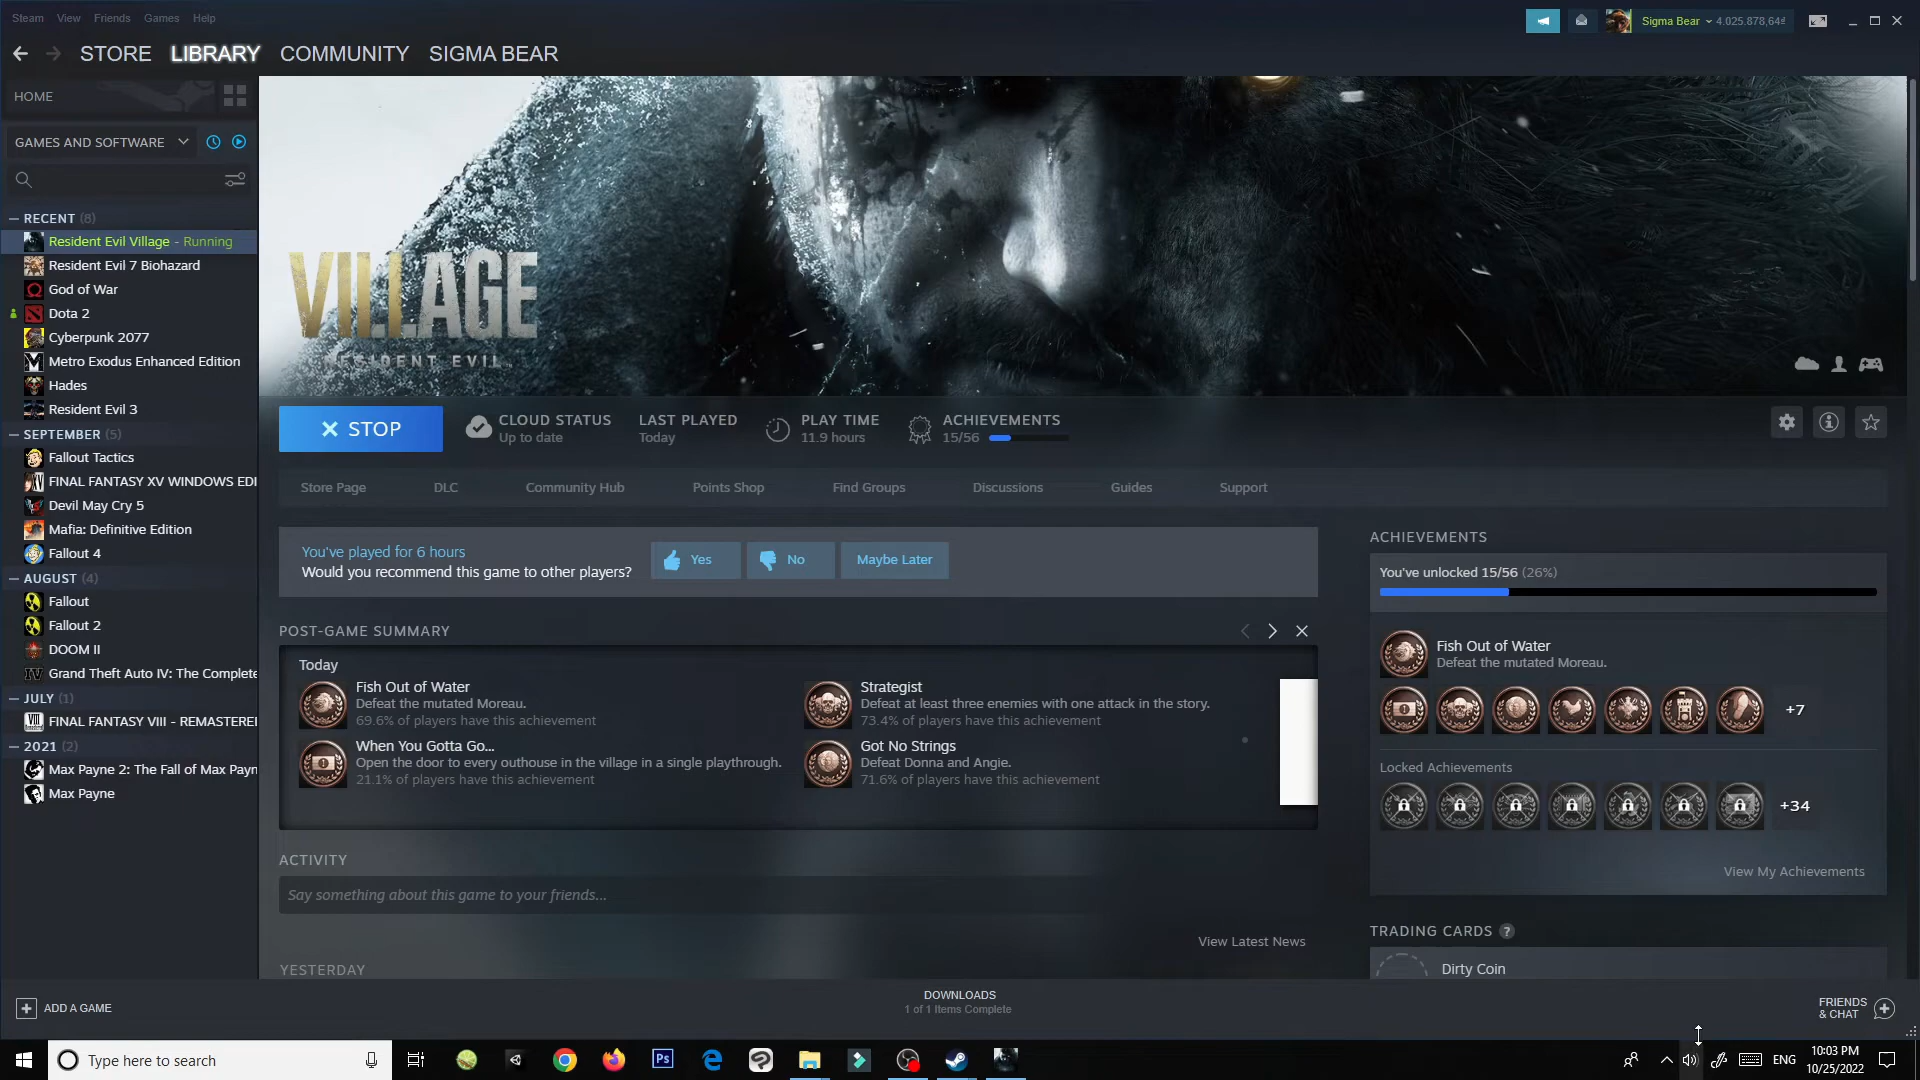 Steam View Friends Games Help
Sigma Bear 4.025.878,64₫
STORE LIBRARY COMMUNITY SIGMA BEAR
HOME
GAMES AND SOFTWARE
RECENT (8)
Resident Evil Village - Running
Resident Evil 7 Biohazard
God of War
Dota 2
Cyberpunk 2077
Metro Exodus Enhanced Edition
Hades
Resident Evil 3
SEPTEMBER (5)
Fallout Tactics
FINAL FANTASY XV WINDOWS EDI
Devil May Cry 5
Mafia: Definitive Edition
Fallout 4
AUGUST (4)
Fallout
Fallout 2
DOOM II
Grand Theft Auto IV: The Complete
JULY (1)
FINAL FANTASY VIII - REMASTERE
2021 (2)
Max Payne 2: The Fall of Max Payn
Max Payne
ADD A GAME
VILLAGE
RESIDENT EVIL
STOP
CLOUD STATUS
Up to date
LAST PLAYED
Today
PLAY TIME
11.9 hours
ACHIEVEMENTS
15/56
Store Page DLC Community Hub Points Shop Find Groups Discussions Guides Support
You've played for 6 hours
Would you recommend this game to other players?
Yes No Maybe Later
POST-GAME SUMMARY
Today
Fish Out of Water
Defeat the mutated Moreau.
69.6% of players have this achievement
Strategist
Defeat at least three enemies with one attack in the story.
73.4% of players have this achievement
When You Gotta Go...
Open the door to every outhouse in the village in a single playthrough.
21.1% of players have this achievement
Got No Strings
Defeat Donna and Angie.
71.6% of players have this achievement
ACTIVITY
Say something about this game to your friends...
View Latest News
YESTERDAY
ACHIEVEMENTS
You've unlocked 15/56 (26%)
Fish Out of Water
Defeat the mutated Moreau.
+7
Locked Achievements
+34
View My Achievements
TRADING CARDS ?
Dirty Coin
DOWNLOADS
1 of 1 Items Complete
FRIENDS
& CHAT
Type here to search
Ps
ENG
10:03 PM
10/25/2022